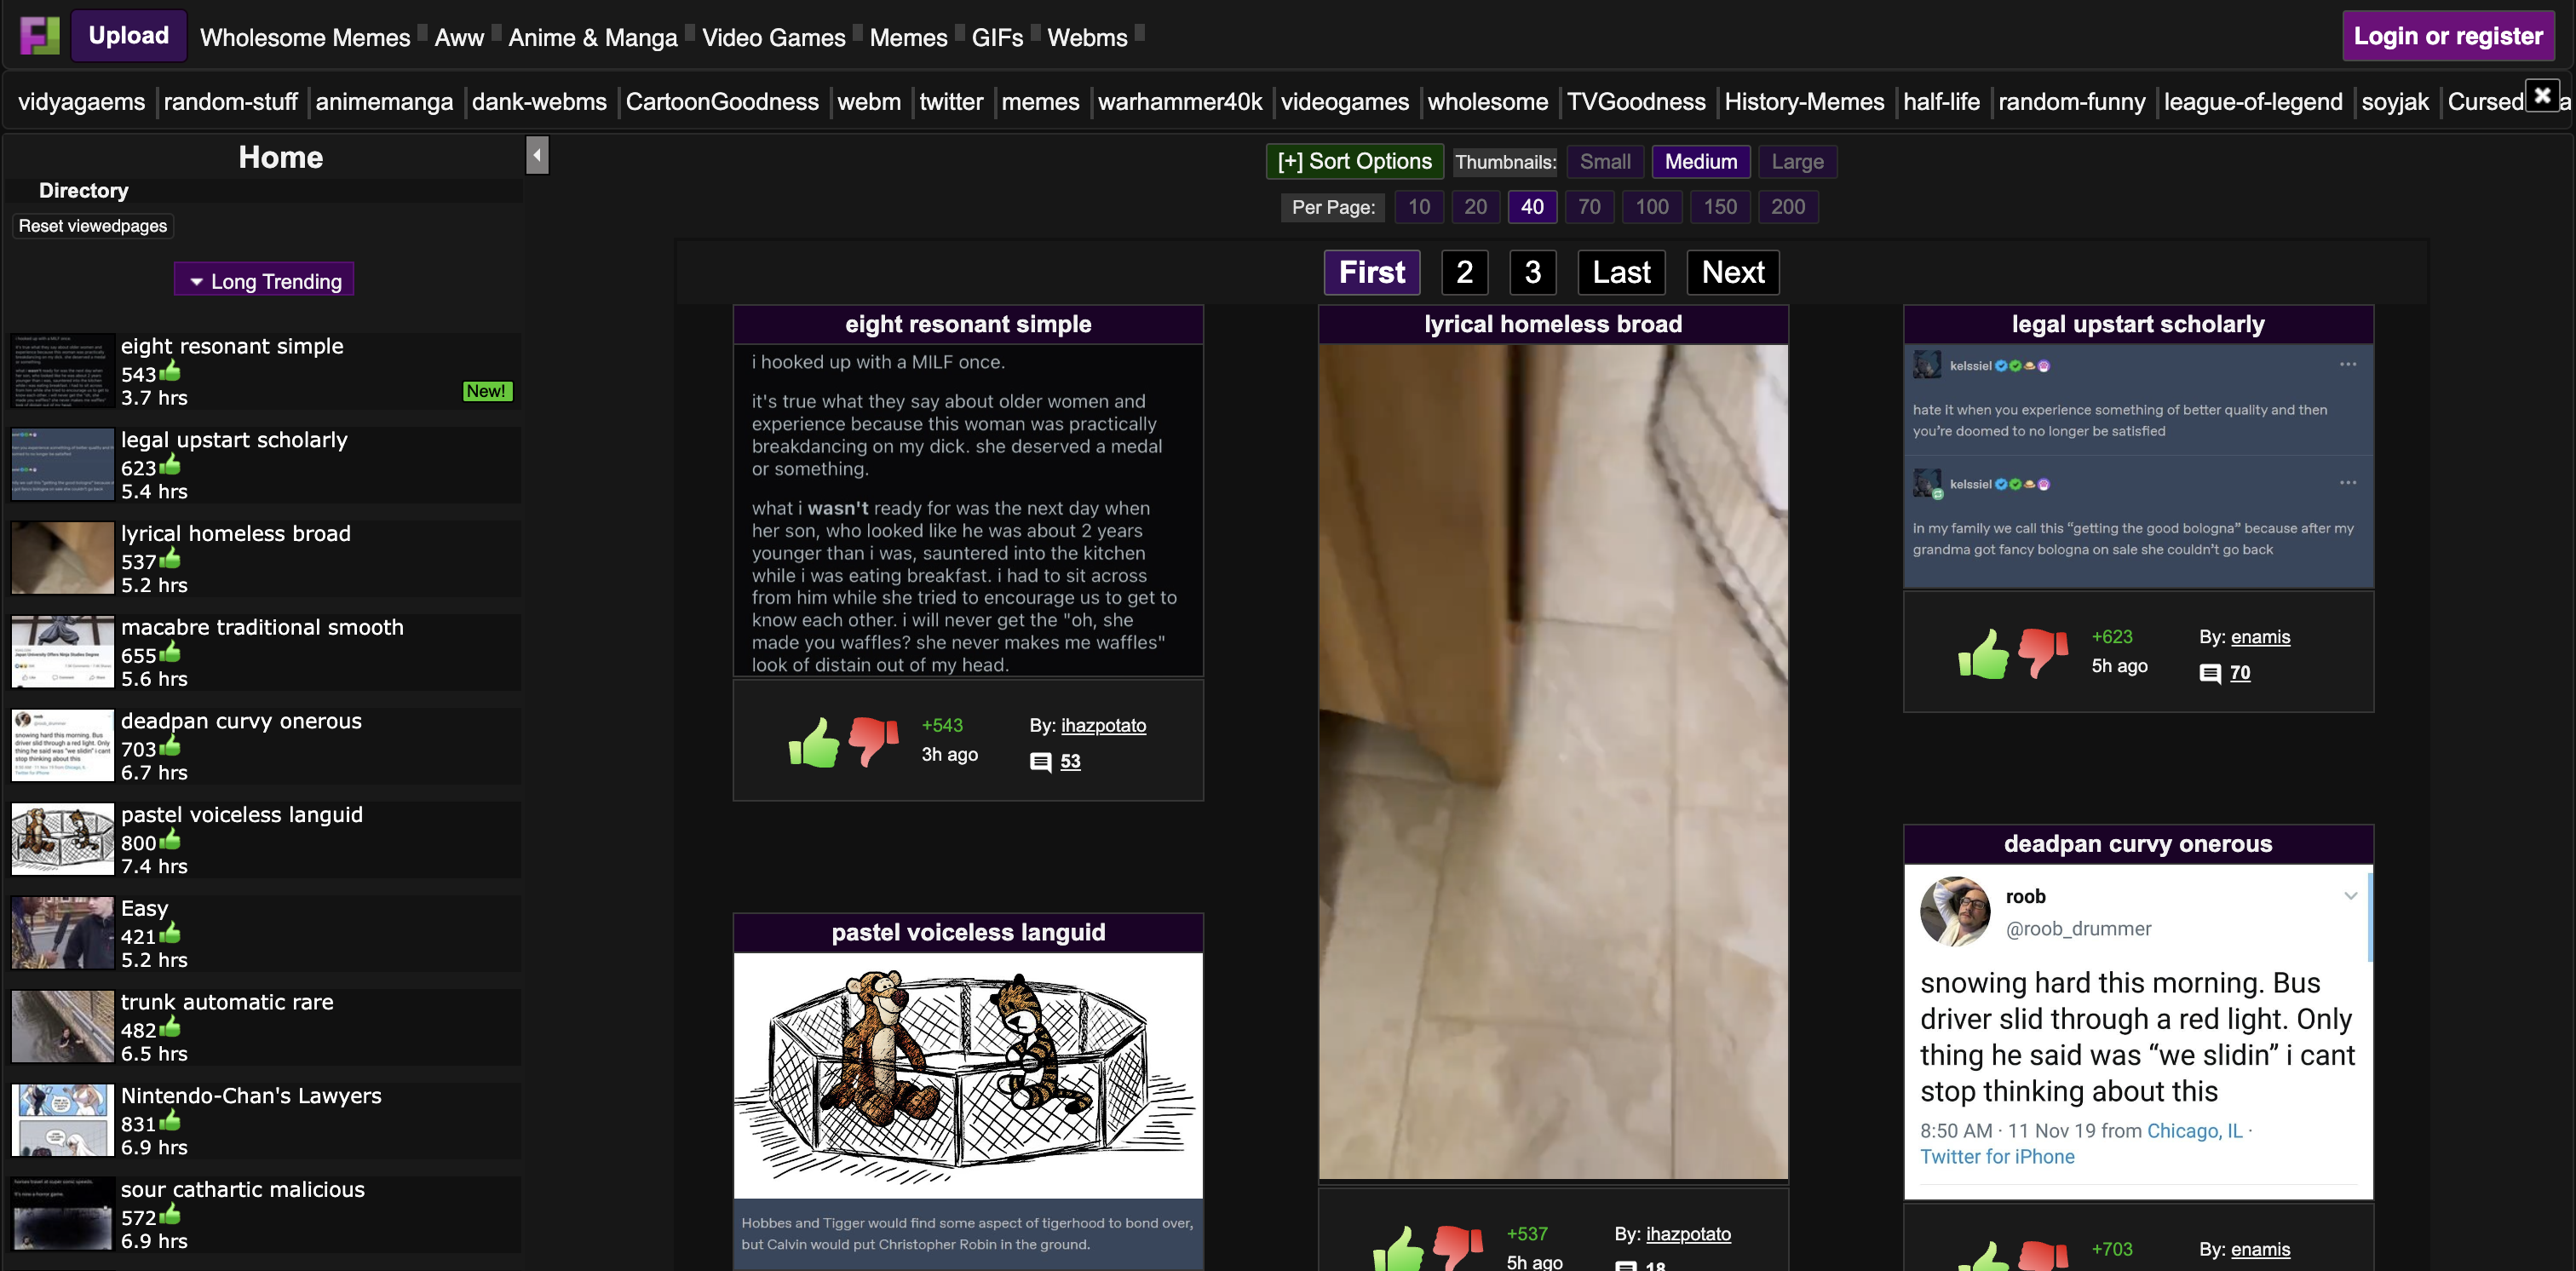 Upload
Wholesome Memes
Aww
Anime & Manga
Video Games
Memes
GIFs
Webms
Login or register
vidyagaems
random-stuff
animemanga
dank-webms
CartoonGoodness
webm
twitter
memes
warhammer40k
videogames
wholesome
TVGoodness
History-Memes
half-life
random-funny
league-of-legend
soyjak
Cursed
Home
Directory
Reset viewedpages
Long Trending
eight resonant simple
543
3.7 hrs
New!
legal upstart scholarly
623
5.4 hrs
lyrical homeless broad
537
5.2 hrs
macabre traditional smooth
655
5.6 hrs
deadpan curvy onerous
703
6.7 hrs
pastel voiceless languid
800
7.4 hrs
Easy
421
5.2 hrs
trunk automatic rare
482
6.5 hrs
Nintendo-Chan's Lawyers
831
6.9 hrs
sour cathartic malicious
572
6.9 hrs
[+] Sort Options
Thumbnails:
Small
Medium
Large
Per Page:
10
20
40
70
100
150
200
First
2
3
Last
Next
eight resonant simple
i hooked up with a MILF once.
it's true what they say about older women and
experience because this woman was practically
breakdancing on my dick. she deserved a medal
or something.
what i wasn't ready for was the next day when
her son, who looked like he was about 2 years
younger than i was, sauntered into the kitchen
while i was eating breakfast. i had to sit across
from him while she tried to encourage us to get to
know each other. i will never get the "oh, she
made you waffles? she never makes me waffles"
look of distain out of my head.
+543
3h ago
By: ihazpotato
53
pastel voiceless languid
Hobbes and Tigger would find some aspect of tigerhood to bond over,
but Calvin would put Christopher Robin in the ground.
lyrical homeless broad
+537
5h ago
By: ihazpotato
18
legal upstart scholarly
kelssiel
hate it when you experience something of better quality and then
you're doomed to no longer be satisfied
kelssiel
in my family we call this “getting the good bologna” because after my
grandma got fancy bologna on sale she couldn't go back
+623
5h ago
By: enamis
70
deadpan curvy onerous
roob
@roob_drummer
snowing hard this morning. Bus
driver slid through a red light. Only
thing he said was “we slidin” i cant
stop thinking about this
8:50 AM · 11 Nov 19 from Chicago, IL ·
Twitter for iPhone
+703
By: enamis